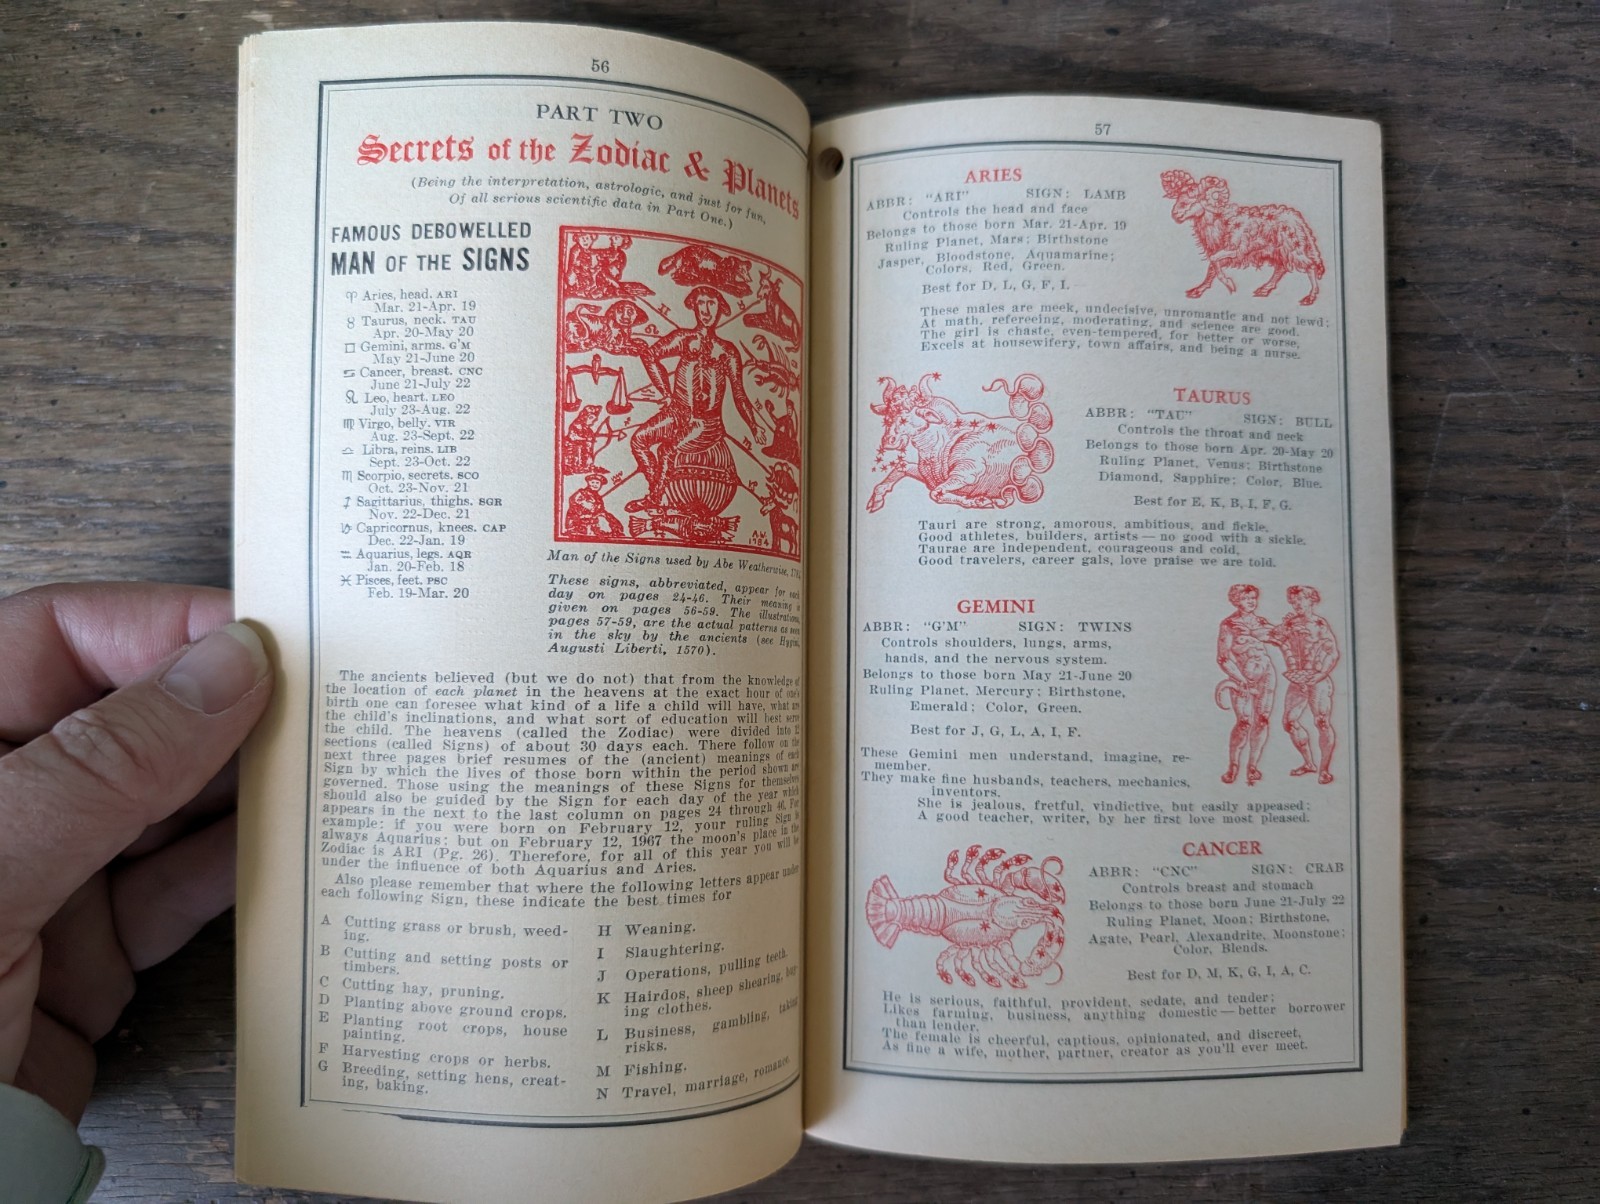 56
PART TWO
Secrets of the Zodiac & Planets
(Being the interpretation, astrologic, and just for fun,
Of all serious scientific data in Part One.)
FAMOUS DEBOWELLED
MAN OF THE SIGNS
♈ Aries, head. ARI
Mar. 21-Apr. 19
♉ Taurus, neck. TAU
Apr. 20-May 20
♊ Gemini, arms. G'M
May 21-June 20
♋ Cancer, breast. CNC
June 21-July 22
♌ Leo, heart. LEO
July 23-Aug. 22
♍ Virgo, belly. VIR
Aug. 23-Sept. 22
♎ Libra, reins. LIB
Sept. 23-Oct. 22
♏ Scorpio, secrets. SCO
Oct. 23-Nov. 21
♐ Sagittarius, thighs. SGR
Nov. 22-Dec. 21
♑ Capricornus, knees. CAP
Dec. 22-Jan. 19
♒ Aquarius, legs. AQR
Jan. 20-Feb. 18
♓ Pisces, feet. PSC
Feb. 19-Mar. 20
A.W.
1784
Man of the Signs used by Abe Weatherwise,
These signs, abbreviated, appear for each
day on pages 24-46. Their meaning is
given on pages 56-59. The illustrations,
pages 57-59, are the actual patterns as seen
in the sky by the ancients (see Hygini,
Augusti Liberti, 1570).
The ancients believed (but we do not) that from the knowledge of
the location of each planet in the heavens at the exact hour of one's
birth one can foresee what kind of a life a child will have, what are
the child's inclinations, and what sort of education will best serve
the child. The heavens (called the Zodiac) were divided into 12
sections (called Signs) of about 30 days each. There follow on the
next three pages brief resumes of the (ancient) meanings of each
Sign by which the lives of those born within the period shown are
governed. Those using the meanings of these Signs for themselves
should also be guided by the Sign for each day of the year which
appears in the next to the last column on pages 24 through 46. For
example: if you were born on February 12, your ruling Sign is
always Aquarius; but on February 12, 1967 the moon's place in the
Zodiac is ARI (Pg. 26). Therefore, for all of this year you will be
under the influence of both Aquarius and Aries.
Also please remember that where the following letters appear under
each following Sign, these indicate the best times for
A Cutting grass or brush, weed-
ing.
B Cutting and setting posts or
timbers.
C Cutting hay, pruning.
D Planting above ground crops.
E Planting root crops, house
painting.
F Harvesting crops or herbs.
G Breeding, setting hens, creat-
ing, baking.
H Weaning.
I Slaughtering.
J Operations, pulling teeth.
K Hairdos, sheep shearing, buy-
ing clothes.
L Business, gambling, taking
risks.
M Fishing.
N Travel, marriage, romance.
57
ARIES
ABBR: "ARI" SIGN: LAMB
Controls the head and face
Belongs to those born Mar. 21-Apr. 19
Ruling Planet, Mars; Birthstone
Jasper, Bloodstone, Aquamarine;
Colors, Red, Green.
Best for D, L, G, F, I.
These males are meek, undecisive, unromantic and not lewd;
At math, refereeing, moderating, and science are good.
The girl is chaste, even-tempered, for better or worse,
Excels at housewifery, town affairs, and being a nurse.
TAURUS
ABBR: "TAU" SIGN: BULL
Controls the throat and neck
Belongs to those born Apr. 20-May 20
Ruling Planet, Venus; Birthstone
Diamond, Sapphire; Color, Blue.
Best for E, K, B, I, F, G.
Tauri are strong, amorous, ambitious, and fickle,
Good athletes, builders, artists — no good with a sickle.
Taurae are independent, courageous and cold,
Good travelers, career gals, love praise we are told.
GEMINI
ABBR: "G'M" SIGN: TWINS
Controls shoulders, lungs, arms,
hands, and the nervous system.
Belongs to those born May 21-June 20
Ruling Planet, Mercury; Birthstone,
Emerald; Color, Green.
Best for J, G, L, A, I, F.
These Gemini men understand, imagine, re-
member.
They make fine husbands, teachers, mechanics,
inventors.
She is jealous, fretful, vindictive, but easily appeased;
A good teacher, writer, by her first love most pleased.
CANCER
ABBR: "CNC" SIGN: CRAB
Controls breast and stomach
Belongs to those born June 21-July 22
Ruling Planet, Moon; Birthstone,
Agate, Pearl, Alexandrite, Moonstone;
Color, Blends.
Best for D, M, K, G, I, A, C.
He is serious, faithful, provident, sedate, and tender;
Likes farming, business, anything domestic — better borrower
than lender.
The female is cheerful, captious, opinionated, and discreet,
As fine a wife, mother, partner, creator as you'll ever meet.